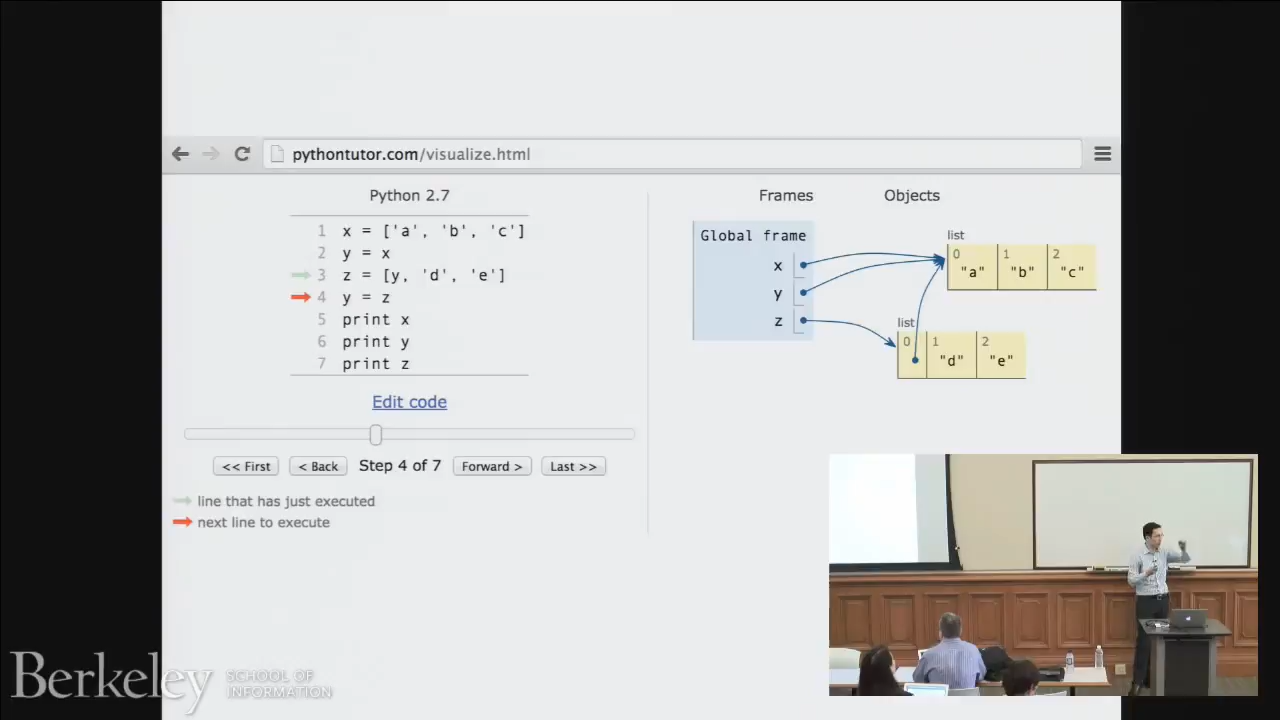 pythontutor.com/visualize.html
Python 2.7
1 x = ['a', 'b', 'c']
2 y = x
3 z = [y, 'd', 'e']
4 y = z
5 print x
6 print y
7 print z
Edit code
<< First
< Back
Step 4 of 7
Forward >
Last >>
line that has just executed
next line to execute
Frames
Objects
Global frame
x
y
z
list
0 1 2
"a" "b" "c"
list
0 1 2
"d" "e"
Berkeley
SCHOOL OF
INFORMATION